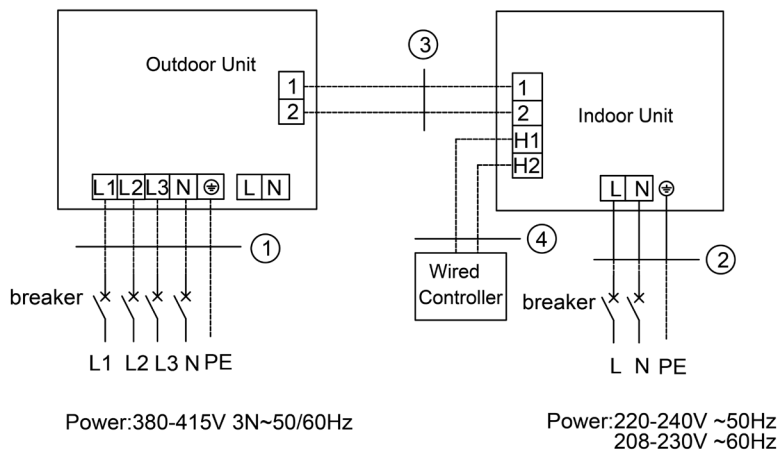 3
Outdoor Unit
1
2
1
2
H1
H2
Indoor Unit
L1 L2 L3 N L N
L N
1
4
2
Wired
Controller
breaker
breaker
L1 L2 L3 N PE
L N PE
Power:380-415V 3N~50/60Hz
Power:220-240V ~50Hz
208-230V ~60Hz